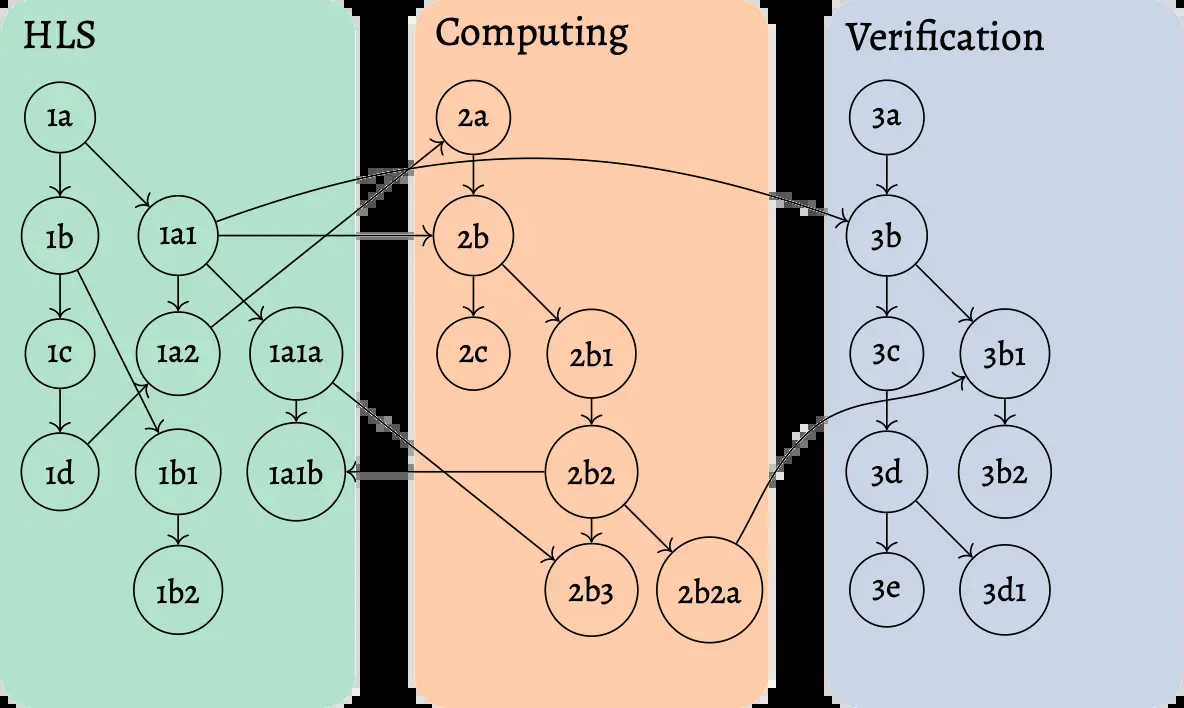 HLS
1a
1b
1a1
1c
1a2
1a1a
1d
1b1
1a1b
1b2
Computing
2a
2b
2c
2b1
2b2
2b3
2b2a
Verification
3a
3b
3c
3b1
3d
3b2
3e
3d1